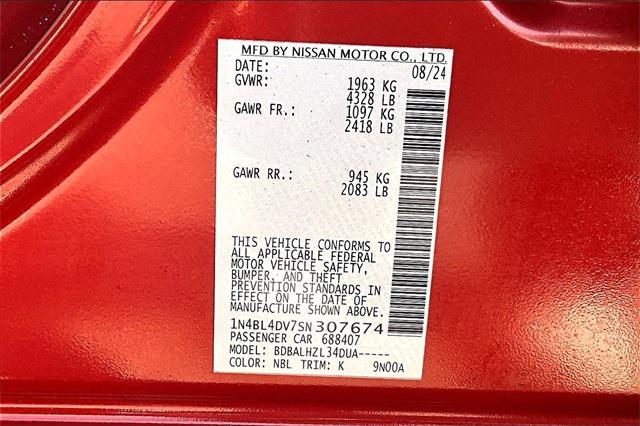 MFD BY NISSAN MOTOR CO., LTD.
DATE: 08/24
GVWR: 1963 KG
4328 LB
GAWR FR.: 1097 KG
2418 LB
GAWR RR.: 945 KG
2083 LB
THIS VEHICLE CONFORMS TO
ALL APPLICABLE FEDERAL
MOTOR VEHICLE SAFETY,
BUMPER, AND THEFT
PREVENTION STANDARDS IN
EFFECT ON THE DATE OF
MANUFACTURE SHOWN ABOVE.
1N4BL4DV7SN307674
PASSENGER CAR 688407
MODEL: BDBALHZL34DUA-----
COLOR: NBL TRIM: K 9N00A